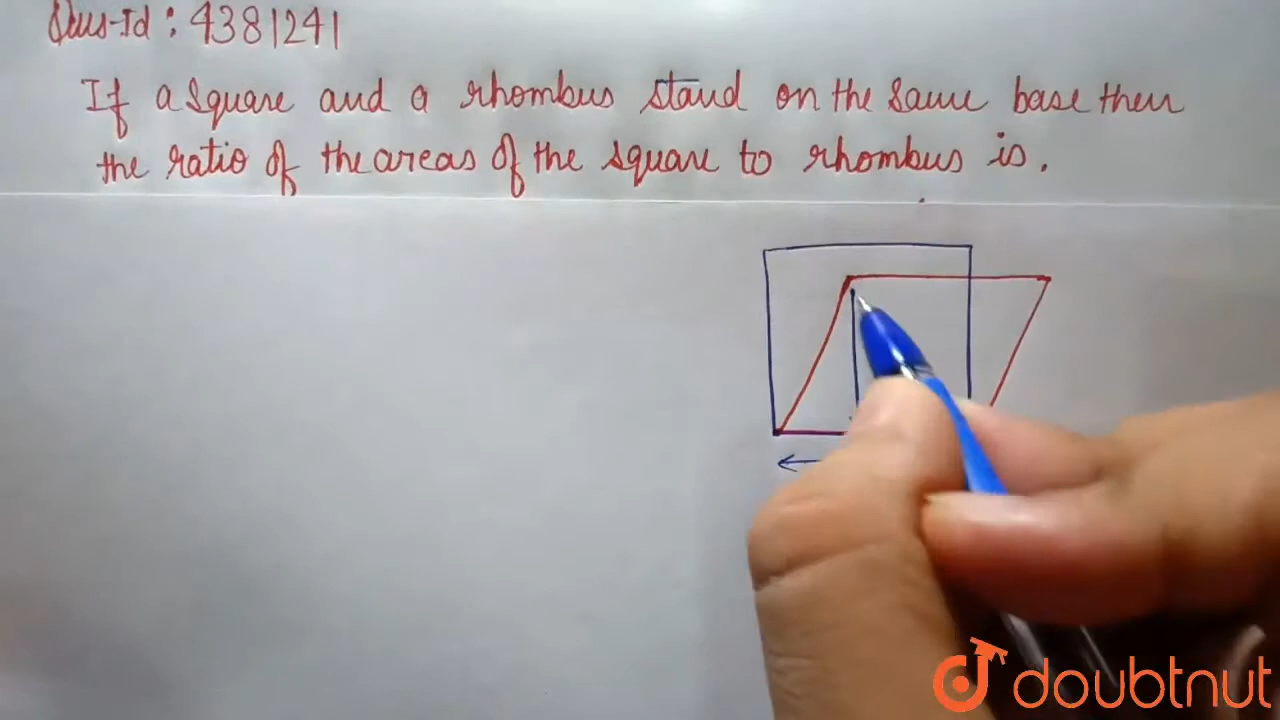 Qus-Id : 4381241
If a square and a rhombus stand on the same base then
the ratio of the areas of the square to rhombus is.
doubtnut